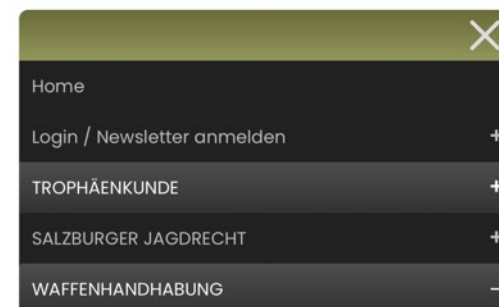 Home
Login / Newsletter anmelden +
TROPHÄENKUNDE +
SALZBURGER JAGDRECHT +
WAFFENHANDHABUNG –